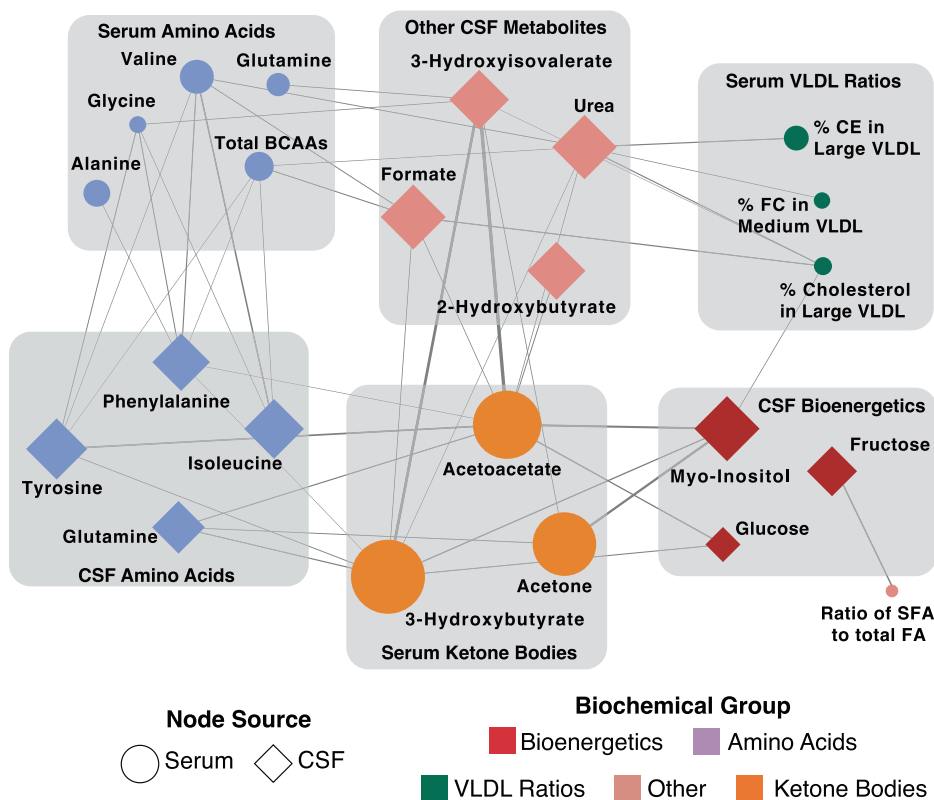 Serum Amino Acids
Valine
Glutamine
Glycine
Total BCAAs
Alanine
Other CSF Metabolites
3-Hydroxyisovalerate
Urea
Formate
2-Hydroxybutyrate
Serum VLDL Ratios
% CE in
Large VLDL
% FC in
Medium VLDL
% Cholesterol
in Large VLDL
Phenylalanine
Isoleucine
Tyrosine
Glutamine
CSF Amino Acids
Acetoacetate
Acetone
3-Hydroxybutyrate
Serum Ketone Bodies
CSF Bioenergetics
Fructose
Myo-Inositol
Glucose
Ratio of SFA
to total FA
Node Source
Serum
CSF
Biochemical Group
Bioenergetics
Amino Acids
VLDL Ratios
Other
Ketone Bodies